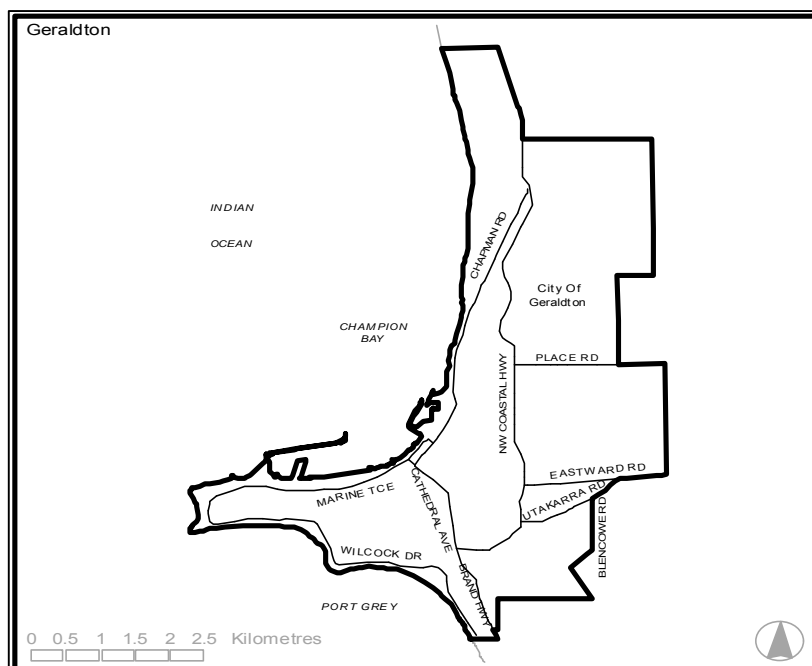 Geraldton
INDIAN
OCEAN
CHAPMAN RD
City Of
Geraldton
CHAMPION
BAY
PLACE RD
NW COASTAL HWY
EASTWARD RD
UTAKARRA RD
MARINE TCE
CATHEDRAL AVE
BLENCOWE RD
WILCOCK DR
BRAND HWY
PORT GREY
0 0.5 1 1.5 2 2.5 Kilometres